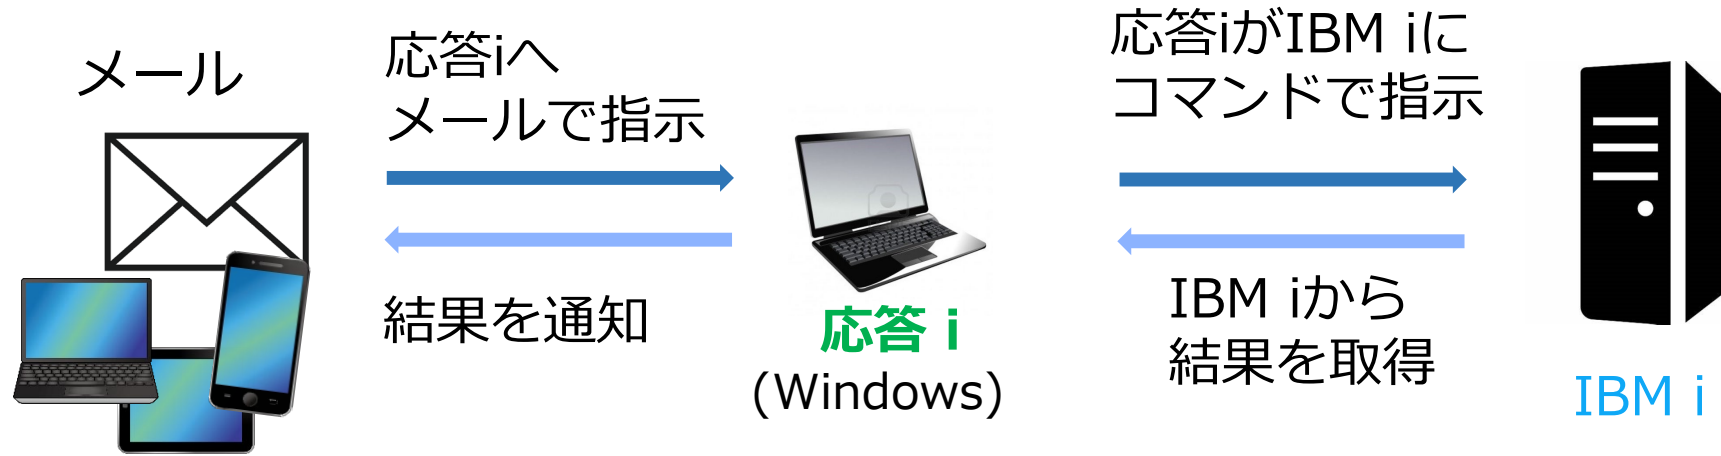 メール
応答iへ
メールで指示
結果を通知
応答 i
(Windows)
応答iがIBM iに
コマンドで指示
IBM iから
結果を取得
IBM i